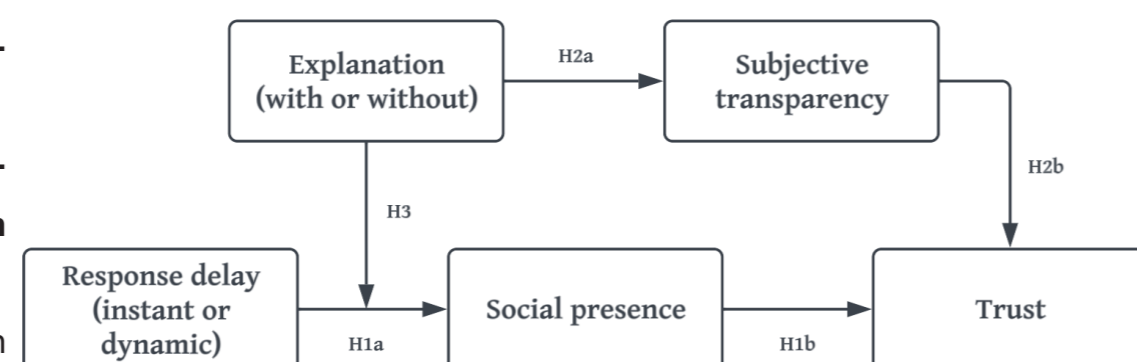 Explanation
(with or without)
H2a
Subjective
transparency
H2b
H3
Response delay
(instant or
dynamic)
H1a
Social presence
H1b
Trust